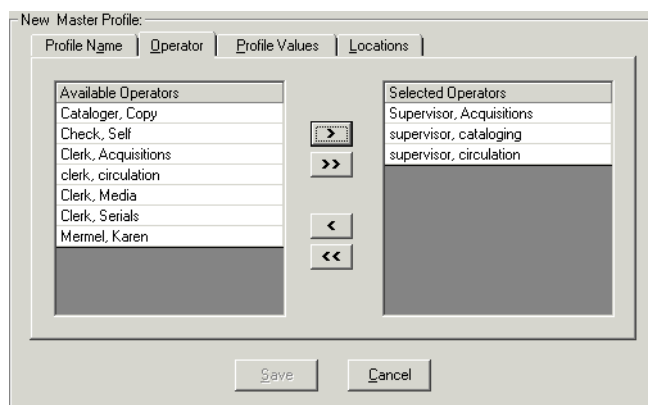 New Master Profile:
Profile Name Operator Profile Values Locations
Available Operators
Cataloger, Copy
Check, Self
Clerk, Acquisitions
clerk, circulation
Clerk, Media
Clerk, Serials
Mermel, Karen
>
>>
<
<<
Selected Operators
Supervisor, Acquisitions
supervisor, cataloging
supervisor, circulation
Save Cancel